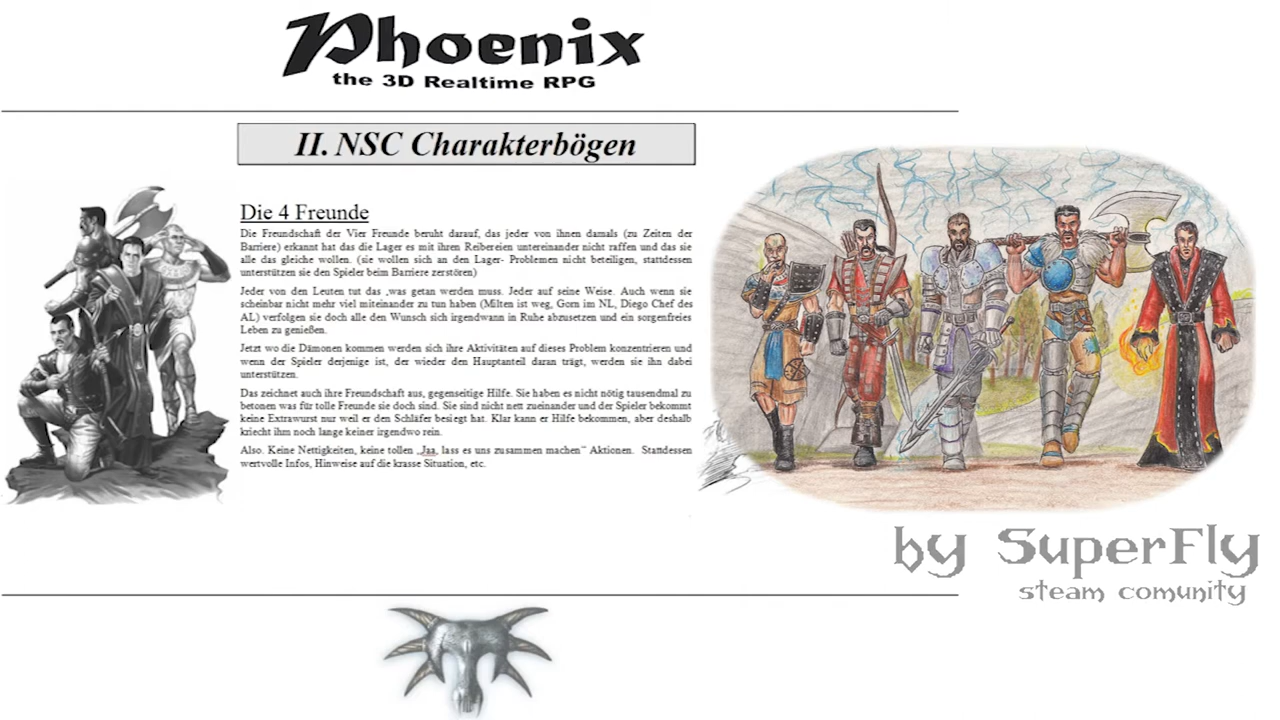 Phoenix
the 3D Realtime RPG
II. NSC Charakterbögen
Die 4 Freunde
Die Freundschaft der Vier Freunde beruht darauf, das jeder von ihnen damals (zu Zeiten der
Barriere) erkannt hat das die Lager es mit ihren Reibereien untereinander nicht raffen und das sie
alle das gleiche wollen. (sie wollen sich an den Lager- Problemen nicht beteiligen, stattdessen
unterstützen sie den Spieler beim Barriere zerstören)
Jeder von den Leuten tut das ‚was getan werden muss. Jeder auf seine Weise. Auch wenn sie
scheinbar nicht mehr viel miteinander zu tun haben (Milten ist weg, Gorn im NL, Diego Chef des
AL) verfolgen sie doch alle den Wunsch sich irgendwann in Ruhe abzusetzen und ein sorgenfreies
Leben zu genießen.
Jetzt wo die Dämonen kommen werden sich ihre Aktivitäten auf dieses Problem konzentrieren und
wenn der Spieler derjenige ist, der wieder den Hauptanteil daran trägt, werden sie ihn dabei
unterstützen.
Das zeichnet auch ihre Freundschaft aus, gegenseitige Hilfe. Sie haben es nicht nötig tausendmal zu
betonen was für tolle Freunde sie doch sind. Sie sind nicht nett zueinander und der Spieler bekommt
keine Extrawurst nur weil er den Schläfer besiegt hat. Klar kann er Hilfe bekommen, aber deshalb
kriecht ihm noch lange keiner irgendwo rein.
Also. Keine Nettigkeiten, keine tollen „Jaa, lass es uns zusammen machen“ Aktionen. Stattdessen
wertvolle Infos, Hinweise auf die krasse Situation, etc.
by SuperFly
steam comunity